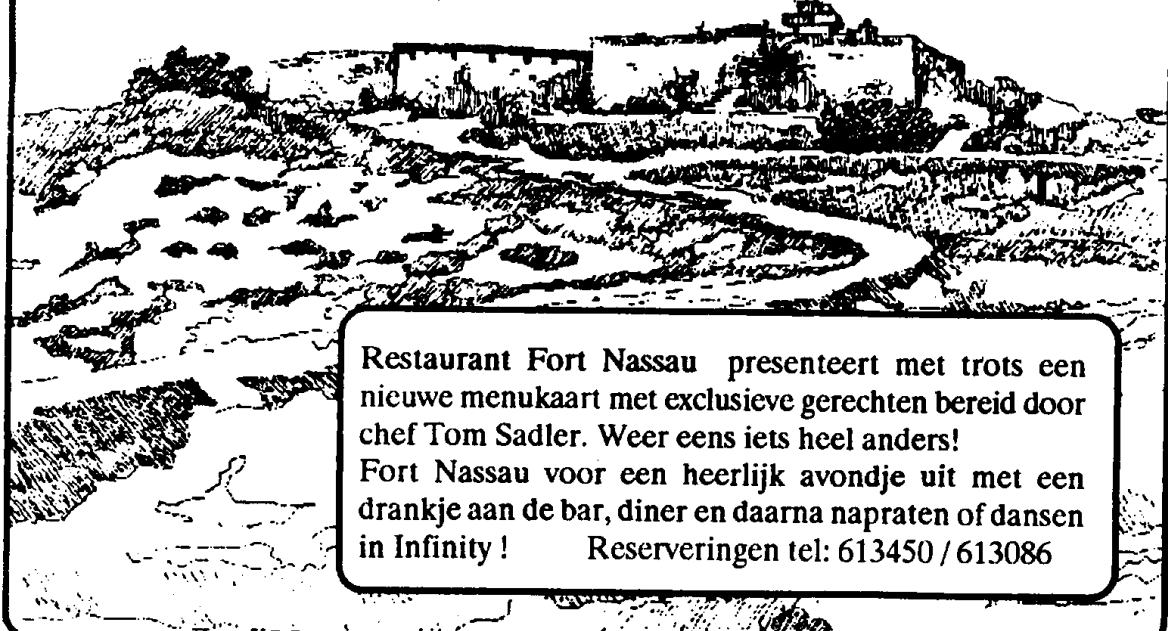 Restaurant Fort Nassau presenteert met trots een
nieuwe menukaart met exclusieve gerechten bereid door
chef Tom Sadler. Weer eens iets heel anders!
Fort Nassau voor een heerlijk avondje uit met een
drankje aan de bar, diner en daarna napraten of dansen
in Infinity ! Reserveringen tel: 613450 / 613086